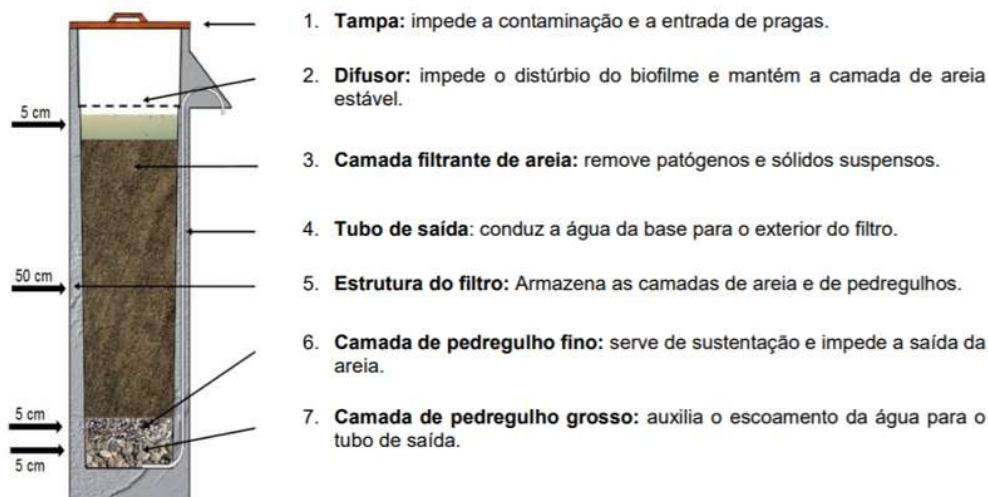 1. Tampa: impede a contaminação e a entrada de pragas.
2. Difusor: impede o distúrbio do biofilme e mantém a camada de areia
estável.
5 cm
3. Camada filtrante de areia: remove patógenos e sólidos suspensos.
4. Tubo de saída: conduz a água da base para o exterior do filtro.
50 cm
5. Estrutura do filtro: Armazena as camadas de areia e de pedregulhos.
6. Camada de pedregulho fino: serve de sustentação e impede a saída da
areia.
5 cm
7. Camada de pedregulho grosso: auxilia o escoamento da água para o
tubo de saída.
5 cm